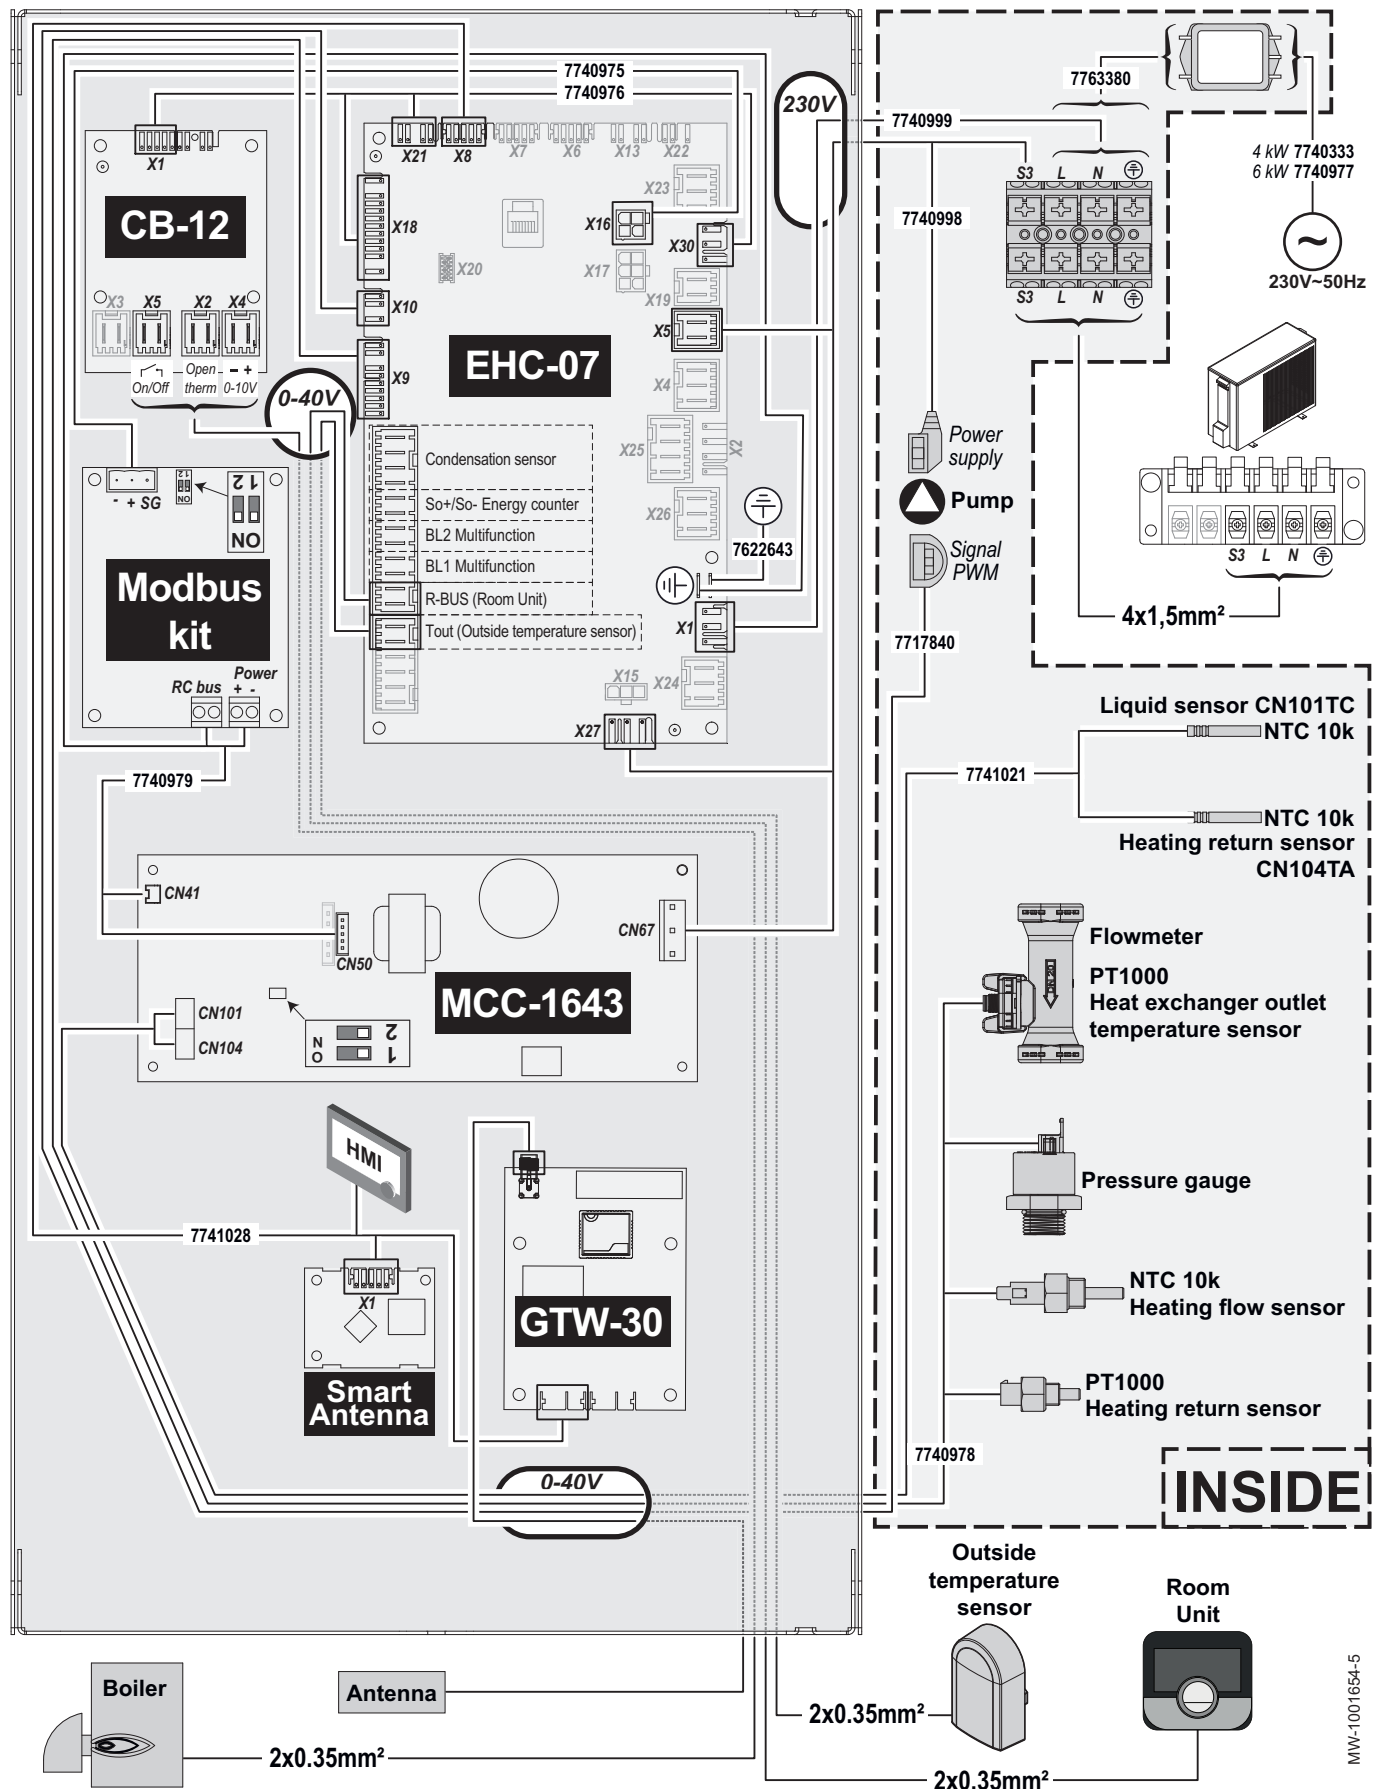 7740975
7740976
230V
7740999
7763380
4 kW 7740333
6 kW 7740977
230V~50Hz
S3 L N
7740998
S3 L N
X1
CB-12
X3 X5 X2 X4
On/Off
Open
therm
- +
0-10V
X21 X8 X7 X6 X13 X22
X18
X23
X16
X30
X20
X17
X19
X10
X5
EHC-07
X9
X4
0-40V
X25
X2
Condensation sensor
So+/So- Energy counter
X26
BL2 Multifunction
BL1 Multifunction
R-BUS (Room Unit)
Tout (Outside temperature sensor)
7622643
X1
X15
X24
X27
Power
supply
Pump
Signal
PWM
7717840
S3 L N
4x1,5mm²
- + SG
1 2
ON
1 2
ON
Modbus
kit
RC bus
Power
+ -
7740979
CN41
CN50
CN67
MCC-1643
CN101
CN104
ON
2
1
Liquid sensor CN101TC
NTC 10k
7741021
NTC 10k
Heating return sensor
CN104TA
Flowmeter
DN 20
PT1000
Heat exchanger outlet
temperature sensor
Pressure gauge
NTC 10k
Heating flow sensor
PT1000
Heating return sensor
7740978
INSIDE
HMI
7741028
X1
Smart
Antenna
GTW-30
0-40V
Outside
temperature
sensor
Room
Unit
Boiler
Antenna
2x0.35mm²
2x0.35mm²
2x0.35mm²
MW-1001654-5